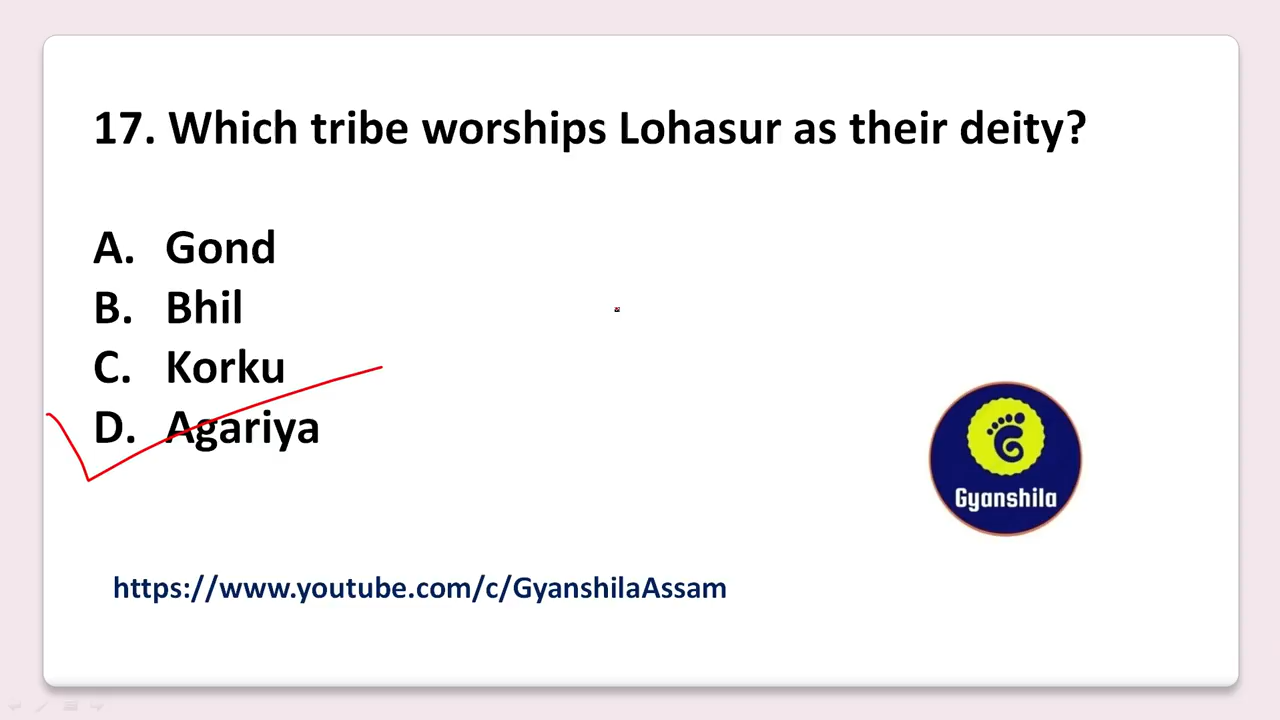 17. Which tribe worships Lohasur as their deity?
A. Gond
B. Bhil
C. Korku
D. Agariya
Gyanshila
https://www.youtube.com/c/GyanshilaAssam